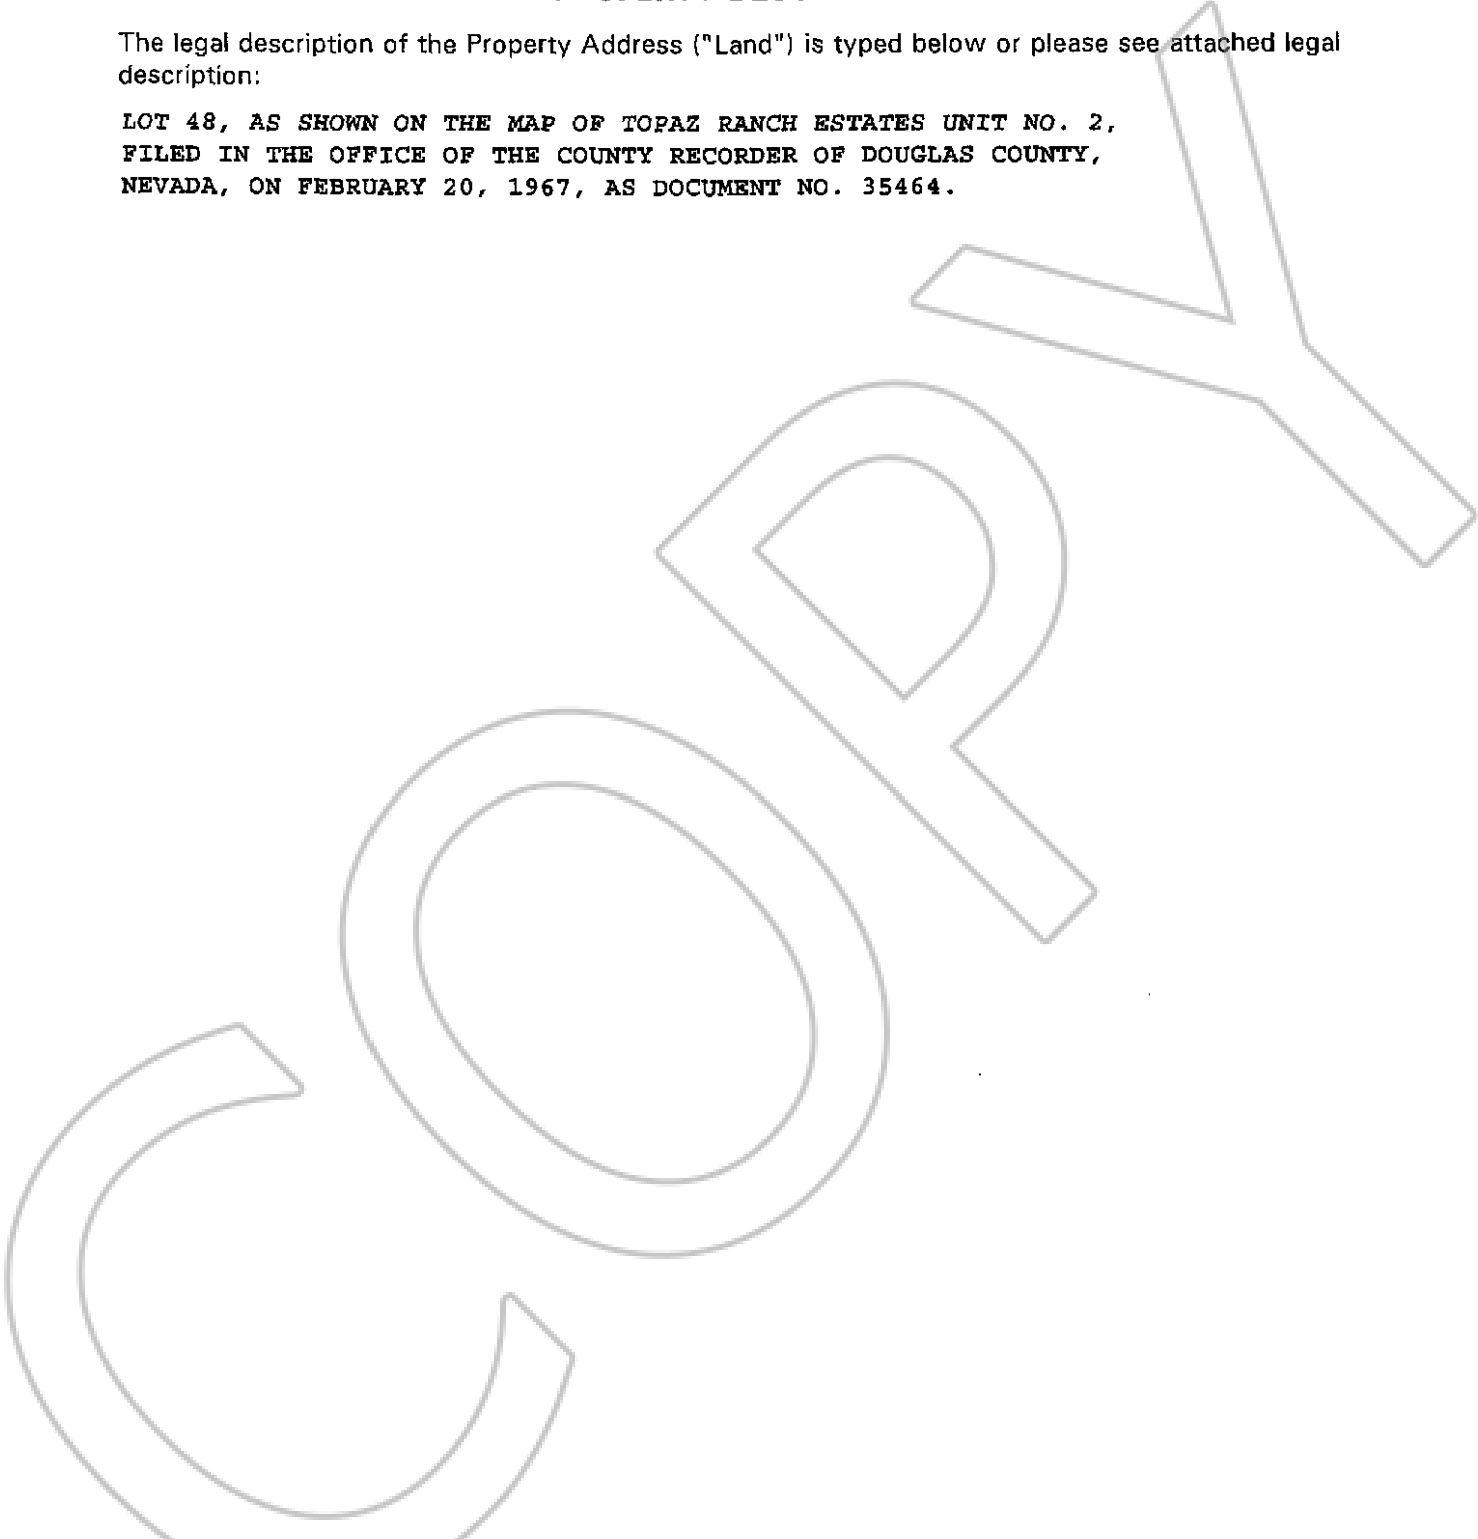 The legal description of the Property Address ("Land") is typed below or please see attached legal
description:
LOT 48, AS SHOWN ON THE MAP OF TOPAZ RANCH ESTATES UNIT NO. 2,
FILED IN THE OFFICE OF THE COUNTY RECORDER OF DOUGLAS COUNTY,
NEVADA, ON FEBRUARY 20, 1967, AS DOCUMENT NO. 35464.
COPY